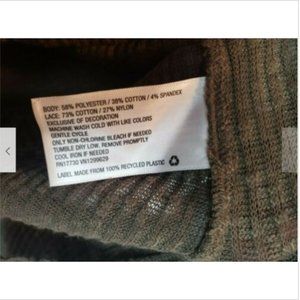 BODY: 58% POLYESTER / 38% COTTON / 4% SPANDEX
LACE: 73% COTTON / 27% NYLON
EXCLUSIVE OF DECORATION
MACHINE WASH COLD WITH LIKE COLORS
GENTLE CYCLE
ONLY NON-CHLORINE BLEACH IF NEEDED
TUMBLE DRY LOW. REMOVE PROMPTLY
COOL IRON IF NEEDED
RN17730 VN1299629
LABEL MADE FROM 100% RECYCLED PLASTIC